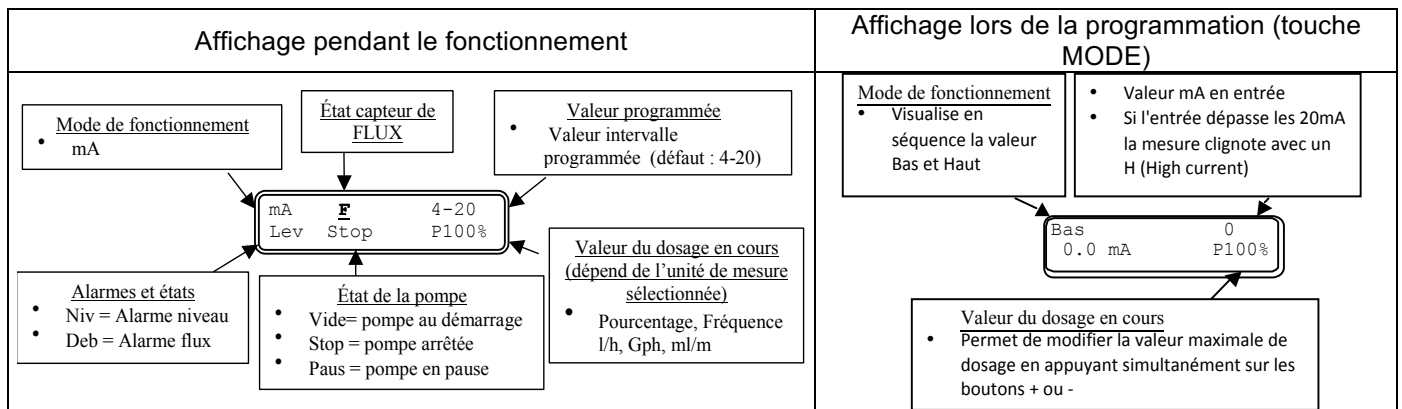 Affichage pendant le fonctionnement
Affichage lors de la programmation (touche
MODE)
Mode de fonctionnement
• mA
État capteur de
FLUX
Valeur programmée
• Valeur intervalle
programmée (défaut : 4-20)
mA F 4-20
Lev Stop P100%
Alarmes et états
• Niv = Alarme niveau
• Deb = Alarme flux
État de la pompe
• Vide= pompe au démarrage
• Stop = pompe arrêtée
• Paus = pompe en pause
Valeur du dosage en cours
(dépend de l’unité de mesure
sélectionnée)
• Pourcentage, Fréquence
l/h, Gph, ml/m
Mode de fonctionnement
• Visualise en
séquence la valeur
Bas et Haut
• Valeur mA en entrée
• Si l'entrée dépasse les 20mA
la mesure clignote avec un
H (High current)
Bas 0
0.0 mA P100%
Valeur du dosage en cours
• Permet de modifier la valeur maximale de
dosage en appuyant simultanément sur les
boutons + ou -